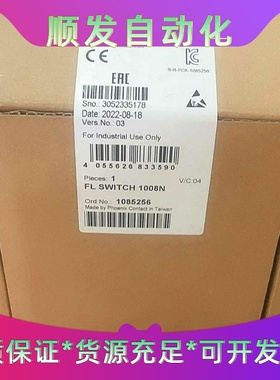 顺发自动化
CE
EAC
R-R-PCK-1085256
Sno.: 3052335178
Date: 2022-08-18
Vers.No.: 03
For Industrial Use Only
4 055626 833590
Pieces: 1
V/C:04
FL SWITCH 1008N
Ord No.: 1085256
Made by Phoenix Contact in Taiwan
质保证*货源充足*可开发